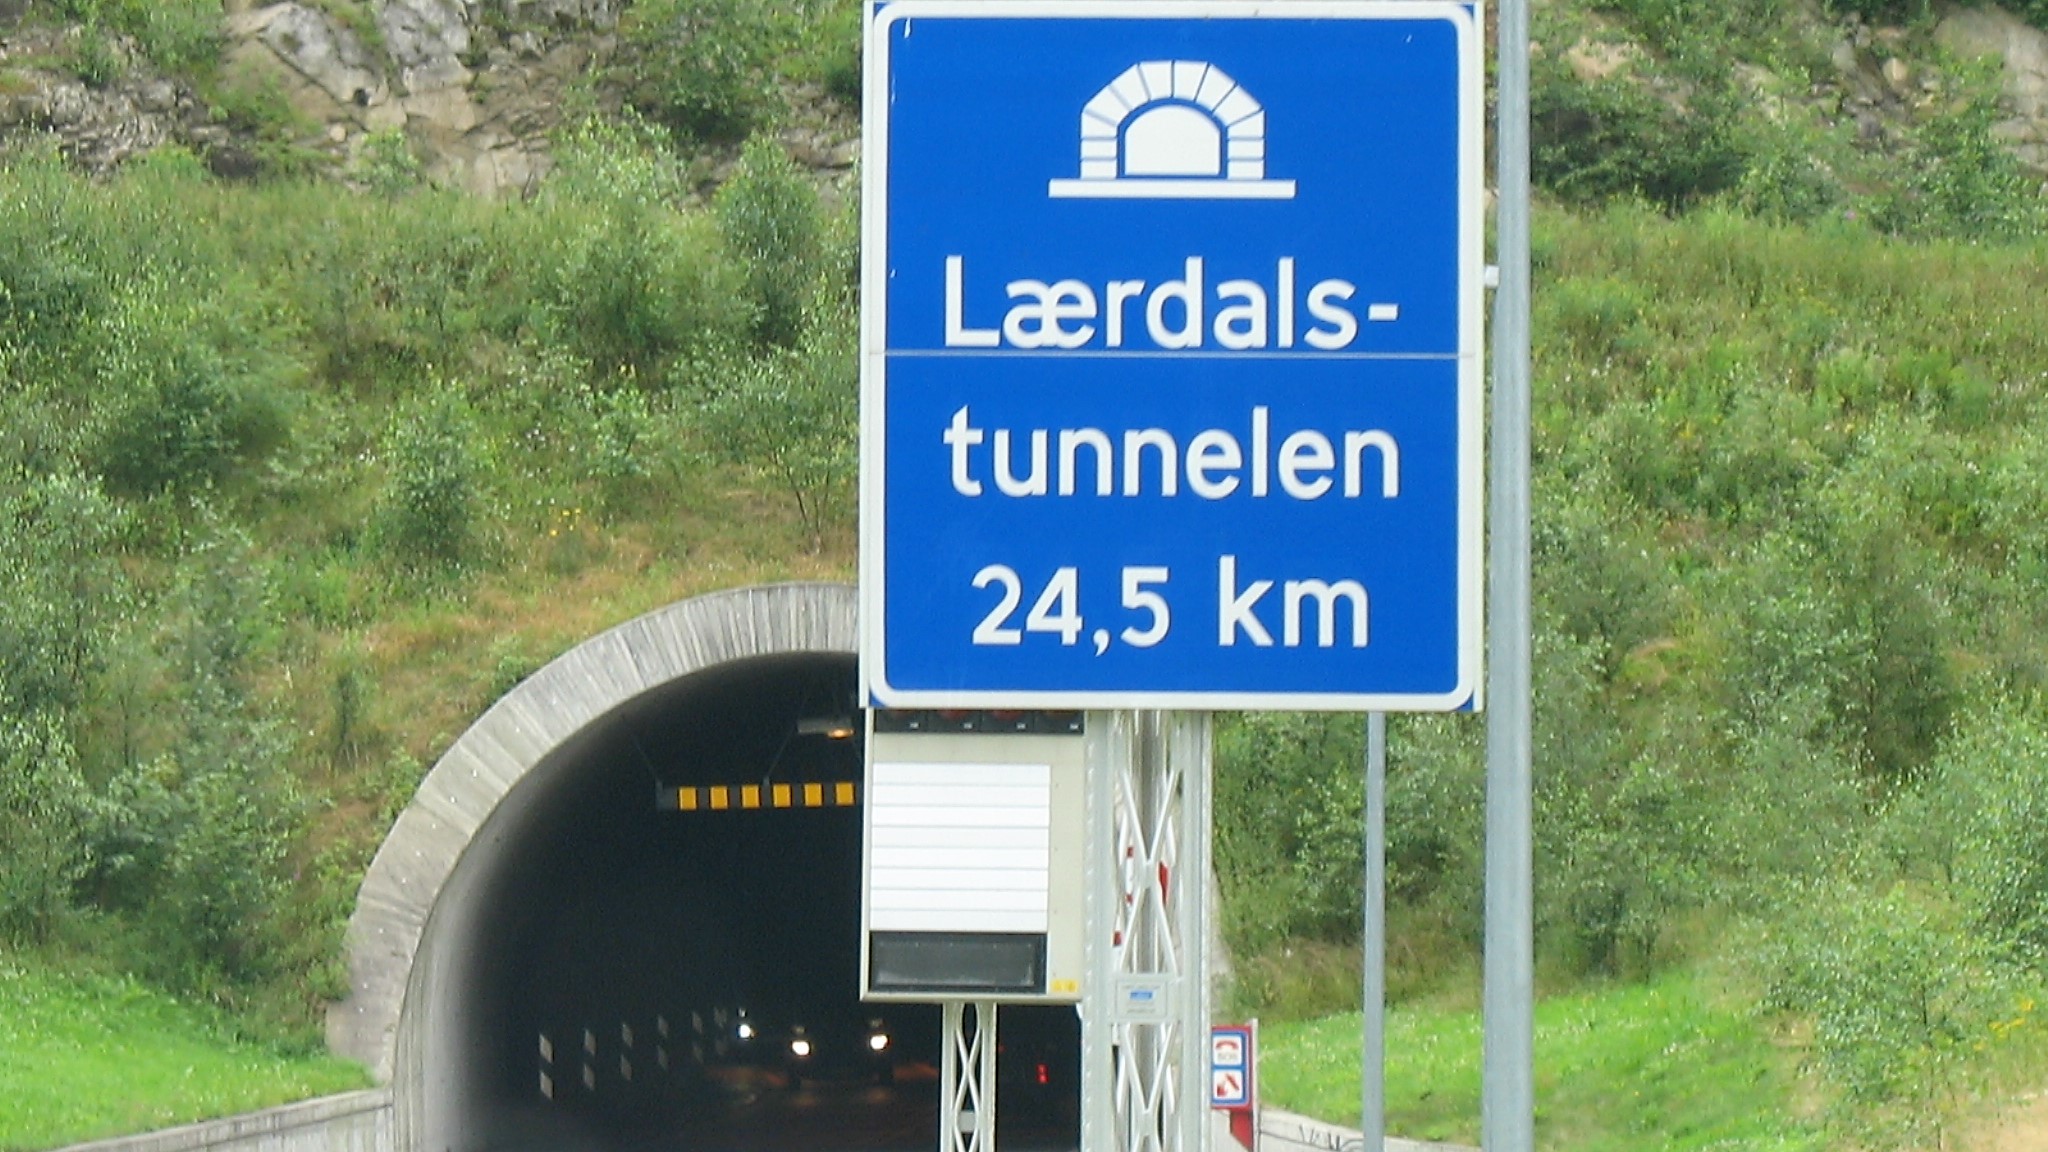 Lærdals-
tunnelen
24,5 km